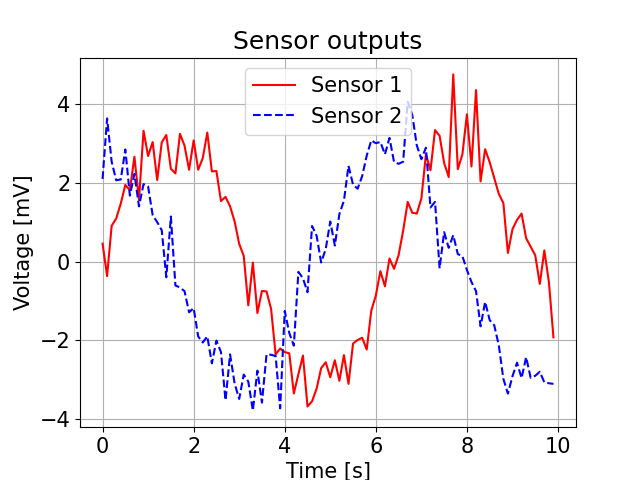 Sensor outputs
Sensor 1
Sensor 2
Voltage [mV]
4
2
0
−2
−4
0 2 4 6 8 10
Time [s]